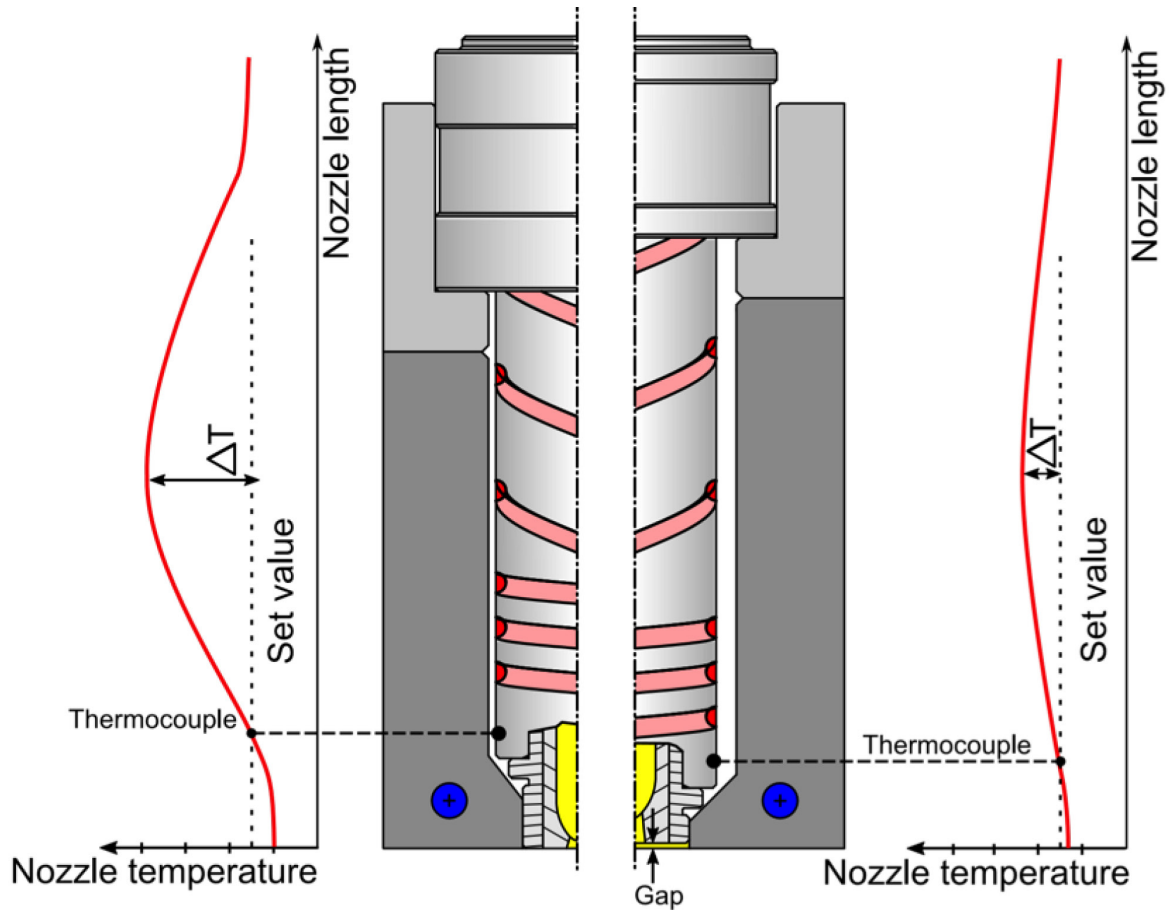 Nozzle length
ΔT
Set value
Thermocouple
Nozzle temperature
Gap
Nozzle length
ΔT
Set value
Thermocouple
Nozzle temperature